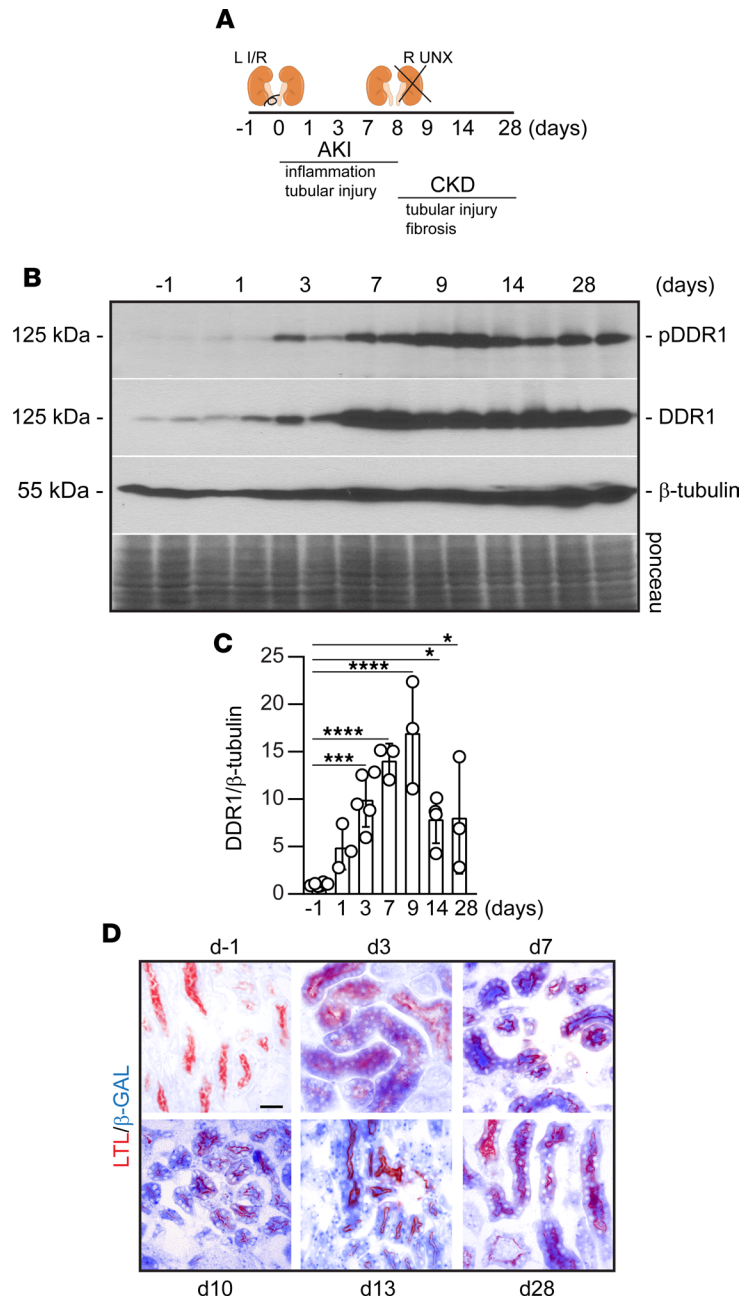 A
L I/R
R UNX
-1 0 1 3 7 8 9 14 28 (days)
AKI
inflammation
tubular injury
CKD
tubular injury
fibrosis
B
-1 1 3 7 9 14 28 (days)
125 kDa - - pDDR1
125 kDa - - DDR1
55 kDa - - β-tubulin
ponceau
C
*
*
****
****
***
DDR1/β-tubulin
25
20
15
10
5
0
-1 1 3 7 9 14 28 (days)
D
d-1 d3 d7
LTL/β-GAL
d10 d13 d28